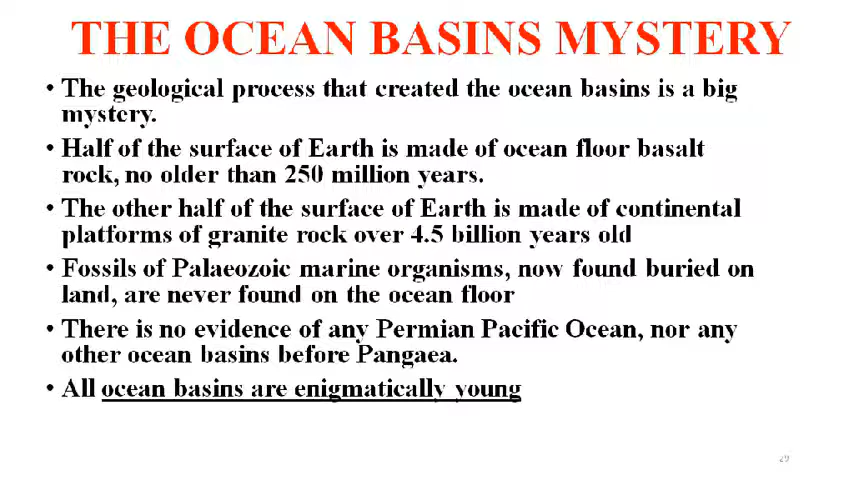 THE OCEAN BASINS MYSTERY
• The geological process that created the ocean basins is a big
mystery.
• Half of the surface of Earth is made of ocean floor basalt
rock, no older than 250 million years.
• The other half of the surface of Earth is made of continental
platforms of granite rock over 4.5 billion years old
• Fossils of Palaeozoic marine organisms, now found buried on
land, are never found on the ocean floor
• There is no evidence of any Permian Pacific Ocean, nor any
other ocean basins before Pangaea.
• All ocean basins are enigmatically young
29